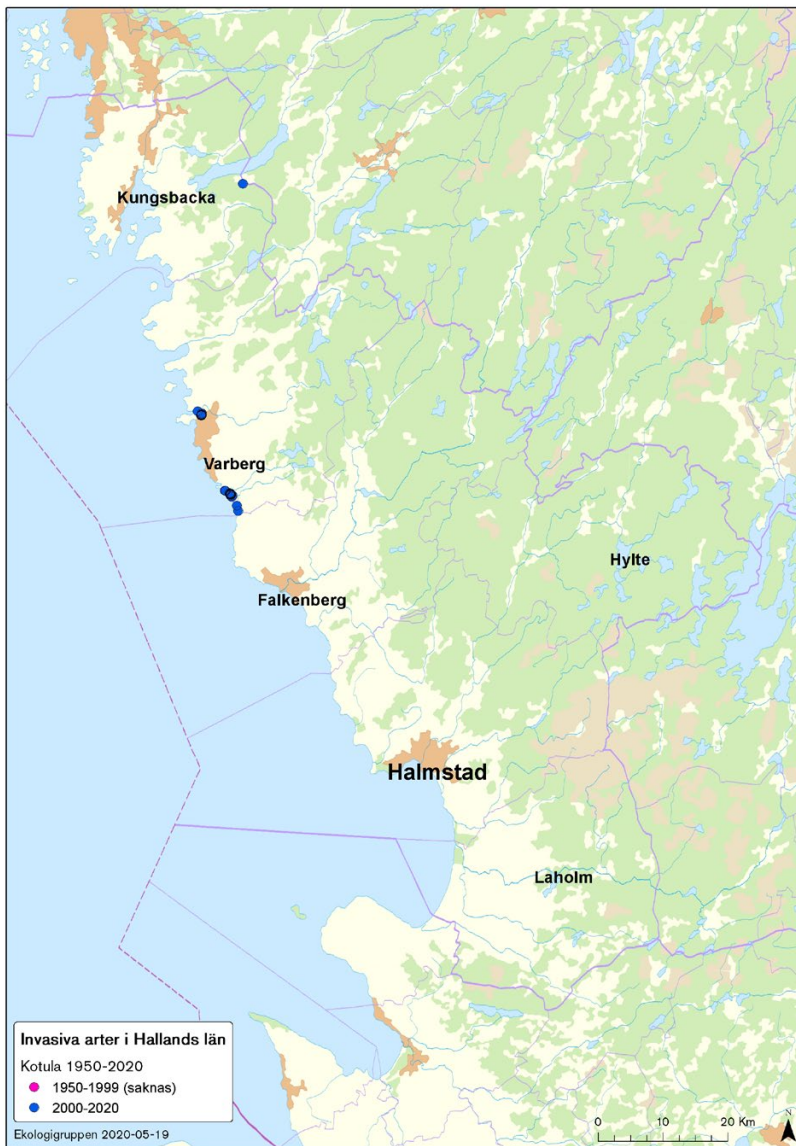 Kungsbacka
Varberg
Hylte
Falkenberg
Halmstad
Laholm
Invasiva arter i Hallands län
Kotula 1950-2020
1950-1999 (saknas)
2000-2020
Ekologigruppen 2020-05-19
N
0 10 20 Km